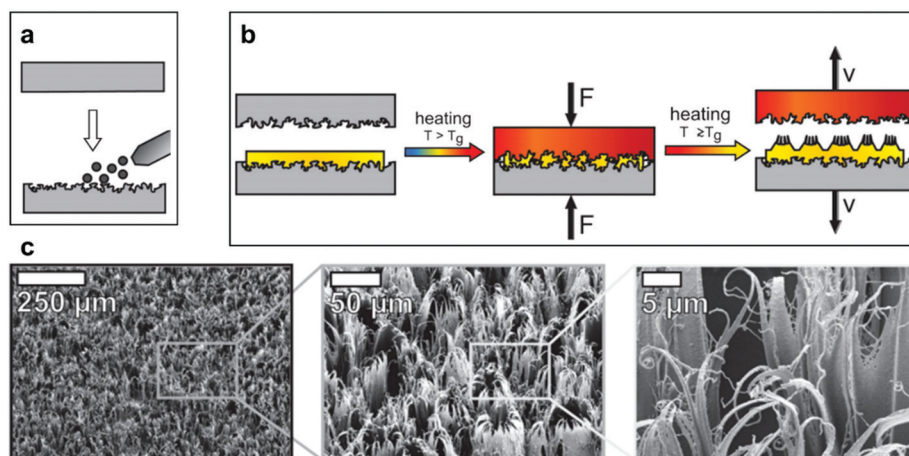 a
b
heating
T > Tg
F
F
heating
T ≥Tg
v
v
c
250 µm
50 µm
5 µm